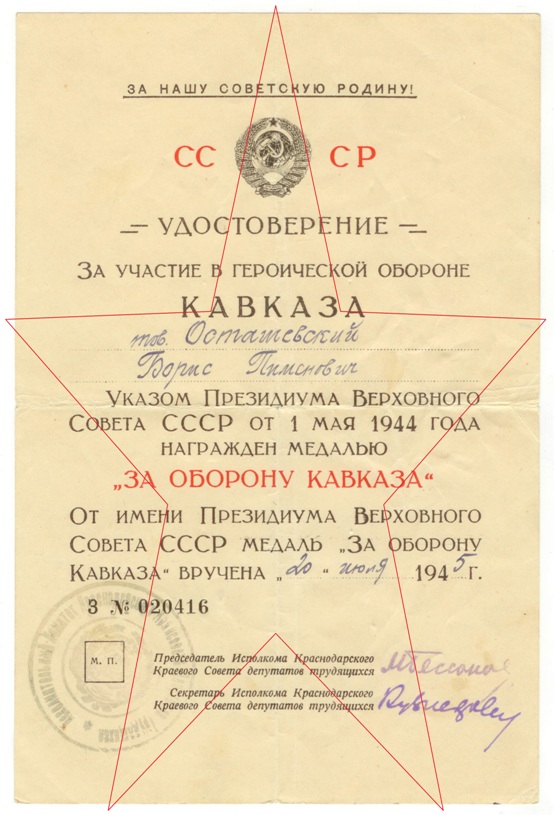 ЗА НАШУ СОВЕТСКУЮ РОДИНУ!
СССР
УДОСТОВЕРЕНИЕ
ЗА УЧАСТИЕ В ГЕРОИЧЕСКОЙ ОБОРОНЕ
КАВКАЗА
тов. Осташевский
Борис Пименович
УКАЗОМ ПРЕЗИДИУМА ВЕРХОВНОГО
СОВЕТА СССР ОТ 1 МАЯ 1944 ГОДА
НАГРАЖДЕН МЕДАЛЬЮ
„ЗА ОБОРОНУ КАВКАЗА“
ОТ ИМЕНИ ПРЕЗИДИУМА ВЕРХОВНОГО
СОВЕТА СССР МЕДАЛЬ „ЗА ОБОРОНУ
КАВКАЗА“ ВРУЧЕНА „20“ июля 1945 г.
З № 020416
М. П.
Председатель Исполкома Краснодарского
Краевого Совета депутатов трудящихся
Секретарь Исполкома Краснодарского
Краевого Совета депутатов трудящихся